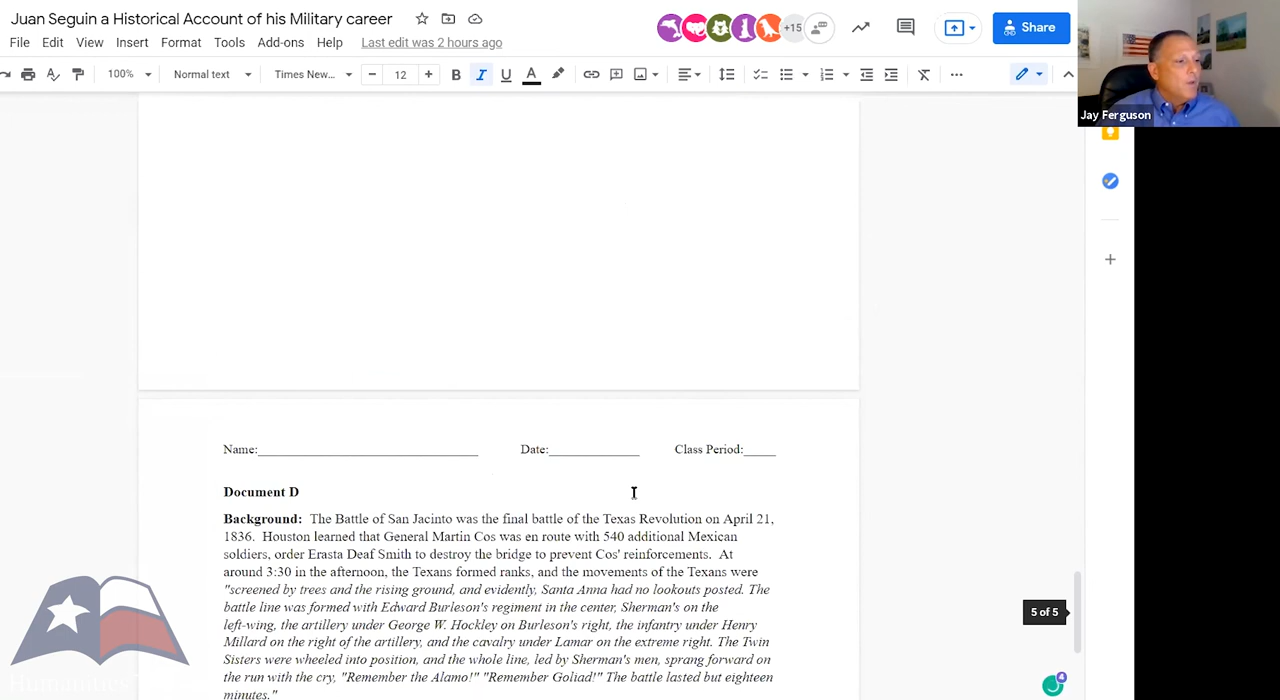 Juan Seguin a Historical Account of his Military career
+15
Share
File Edit View Insert Format Tools Add-ons Help Last edit was 2 hours ago
100% Normal text Times New... 12 B I U A
Jay Ferguson
Name: Date: Class Period:
Document D
Background: The Battle of San Jacinto was the final battle of the Texas Revolution on April 21,
1836. Houston learned that General Martin Cos was en route with 540 additional Mexican
soldiers, order Erasta Deaf Smith to destroy the bridge to prevent Cos' reinforcements. At
around 3:30 in the afternoon, the Texans formed ranks, and the movements of the Texans were
"screened by trees and the rising ground, and evidently, Santa Anna had no lookouts posted. The
battle line was formed with Edward Burleson's regiment in the center, Sherman's on the
left-wing, the artillery under George W. Hockley on Burleson's right, the infantry under Henry
Millard on the right of the artillery, and the cavalry under Lamar on the extreme right. The Twin
Sisters were wheeled into position, and the whole line, led by Sherman's men, sprang forward on
the run with the cry, "Remember the Alamo!" "Remember Goliad!" The battle lasted but eighteen
minutes."
5 of 5
4
Humanities